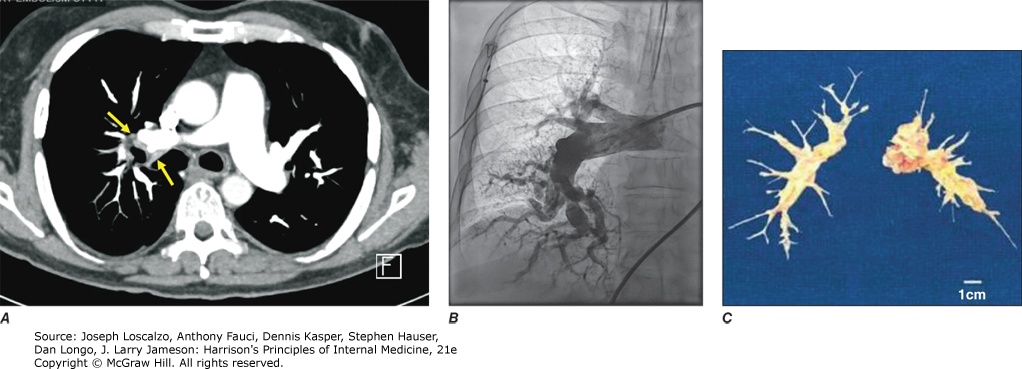 F
1cm
A
B
C
Source: Joseph Loscalzo, Anthony Fauci, Dennis Kasper, Stephen Hauser,
Dan Longo, J. Larry Jameson: Harrison's Principles of Internal Medicine, 21e
Copyright © McGraw Hill. All rights reserved.